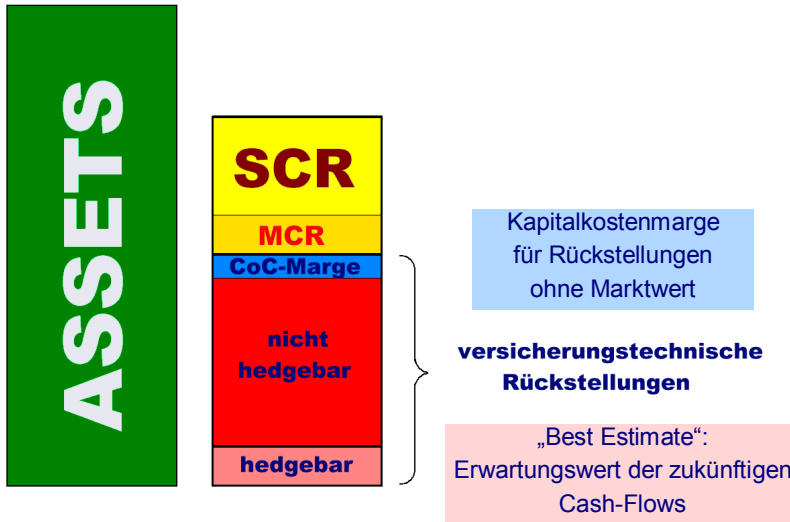 ASSETS
SCR
MCR
CoC-Marge
nicht
hedgebar
hedgebar
Kapitalkostenmarge
für Rückstellungen
ohne Marktwert
versicherungstechnische
Rückstellungen
„Best Estimate“:
Erwartungswert der zukünftigen
Cash-Flows